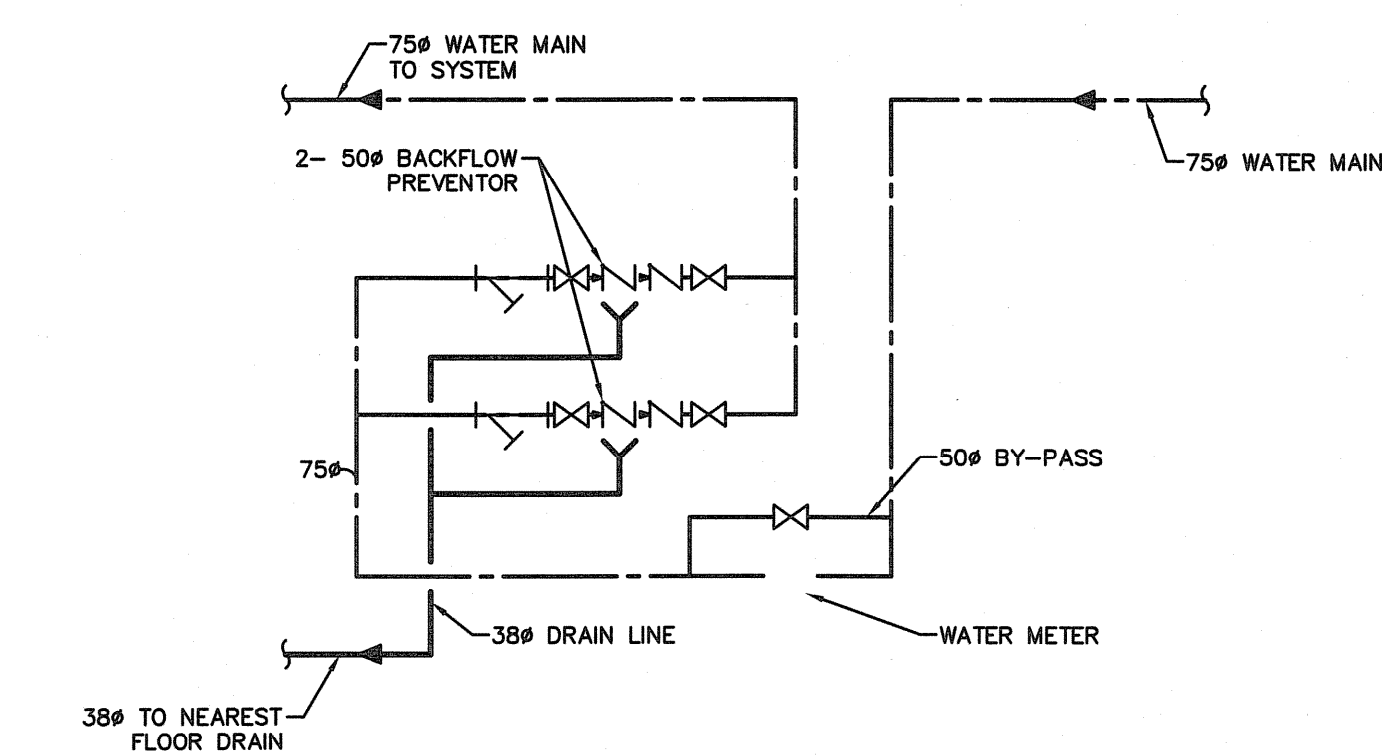 75ø WATER MAIN
TO SYSTEM
2- 50ø BACKFLOW
PREVENTOR
75ø WATER MAIN
75ø
50ø BY-PASS
38ø DRAIN LINE
WATER METER
38ø TO NEAREST
FLOOR DRAIN